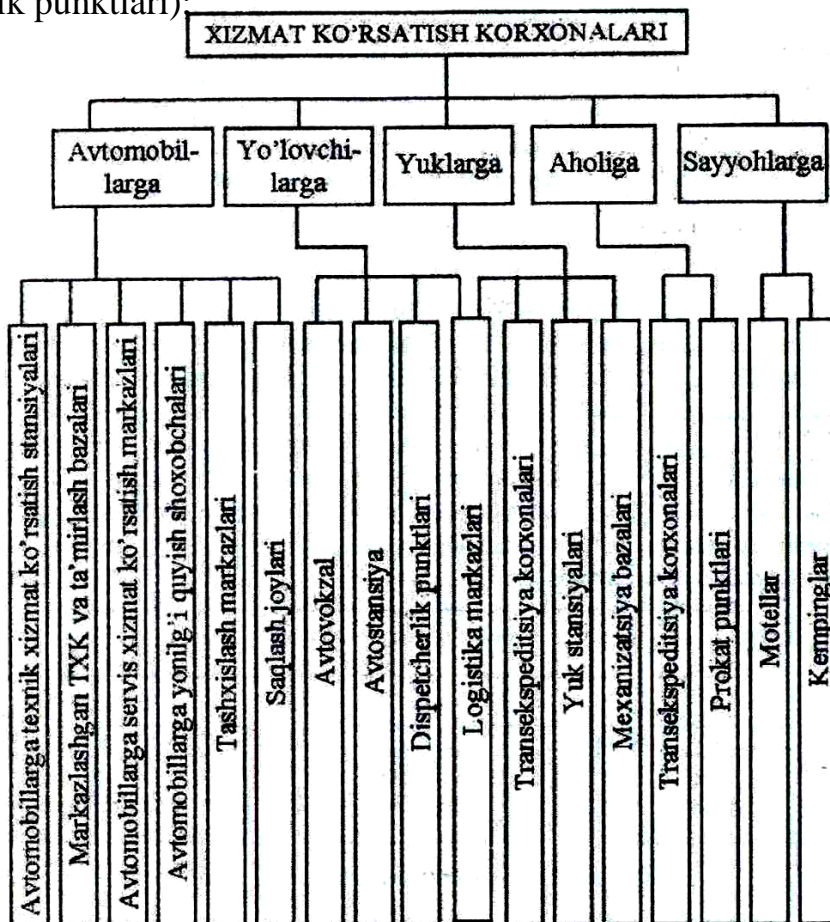 ik punktlari):
XIZMAT KO'RSATISH KORXONALARI
Avtomobil-
larga
Yo'lovchi-
larga
Yuklarga
Aholiga
Sayyohlarga
Avtomobillarga texnik xizmat ko'rsatish stansiyalari
Markazlashgan TXK va ta'mirlash bazalari
Avtomobillarga servis xizmat ko'rsatish markazlari
Avtomobillarga yonilg'i quyish shoxobchalari
Tashxislash markazlari
Saqlash joylari
Avtovokzal
Avtostansiya
Dispetcherlik punktlari
Logistika markazlari
Transekspeditsiya korxonalari
Yuk stansiyalari
Mexanizatsiya bazalari
Transekspeditsiya korxonalari
Prokat punktlari
Motellar
Kempinglar